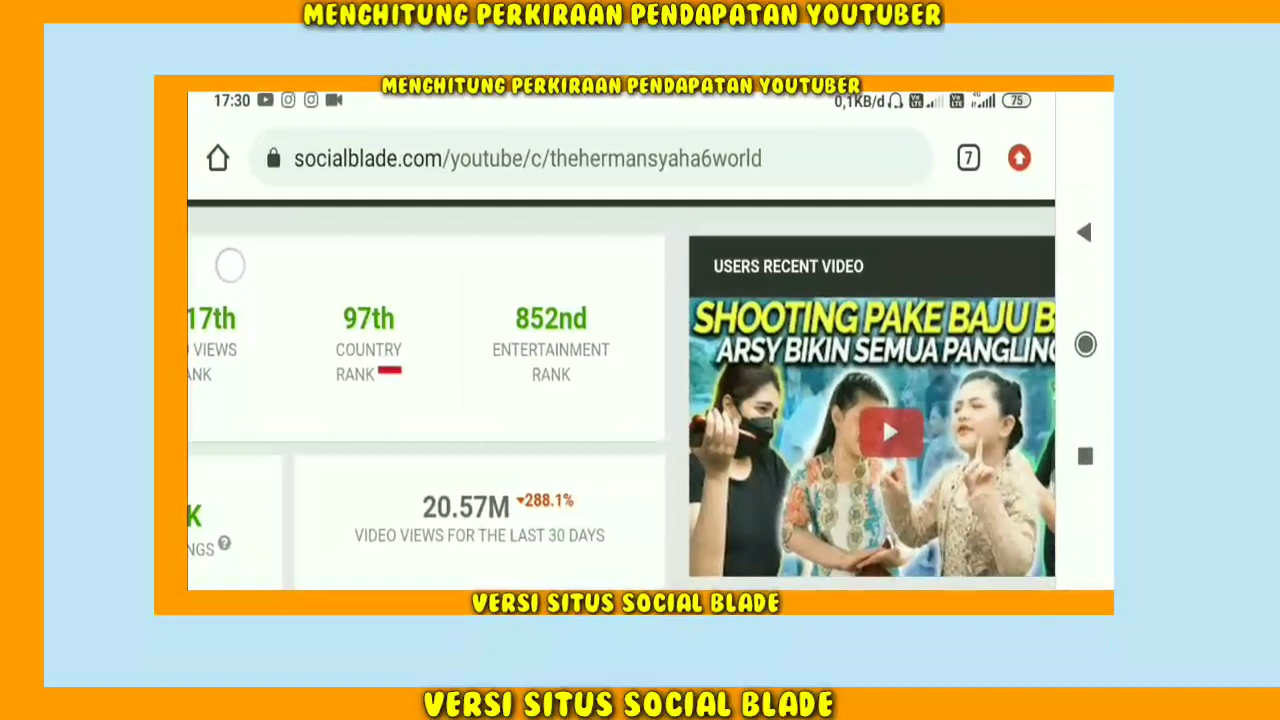 MENGHITUNG PERKIRAAN PENDAPATAN YOUTUBER
MENGHITUNG PERKIRAAN PENDAPATAN YOUTUBER
17:30
0,1KB/d
75
socialblade.com/youtube/c/thehermansyaha6world
7
17th
VIEWS
ANK
97th
COUNTRY
RANK
852nd
ENTERTAINMENT
RANK
USERS RECENT VIDEO
SHOOTING PAKE BAJU B
ARSY BIKIN SEMUA PANGLING
K
NGS ?
20.57M 288.1%
VIDEO VIEWS FOR THE LAST 30 DAYS
VERSI SITUS SOCIAL BLADE
VERSI SITUS SOCIAL BLADE